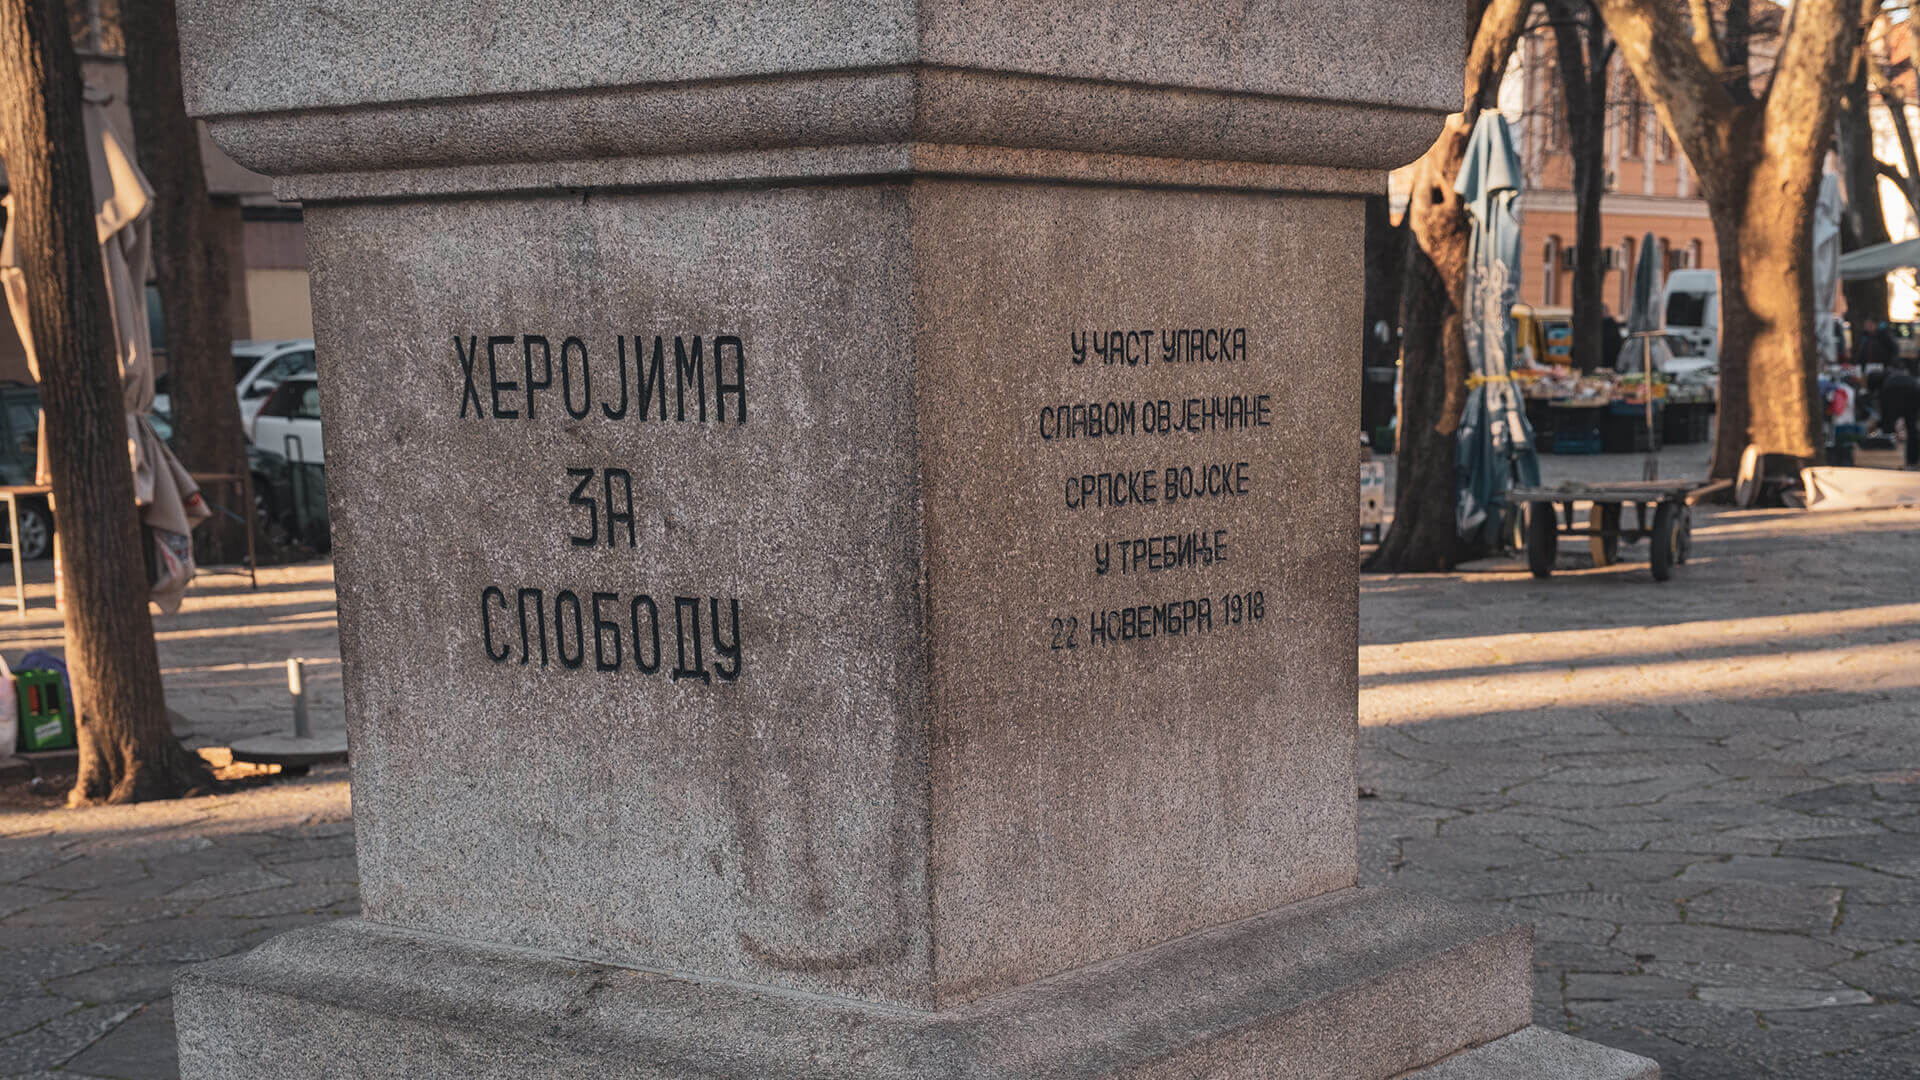 ХЕРОЈИМА
ЗА
СЛОБОДУ
У ЧАСТ УЛАСКА
СЛАВОМ ОВЈЕНЧАНЕ
СРПСКЕ ВОЈСКЕ
У ТРЕБИЊЕ
22 НОВЕМБРА 1918